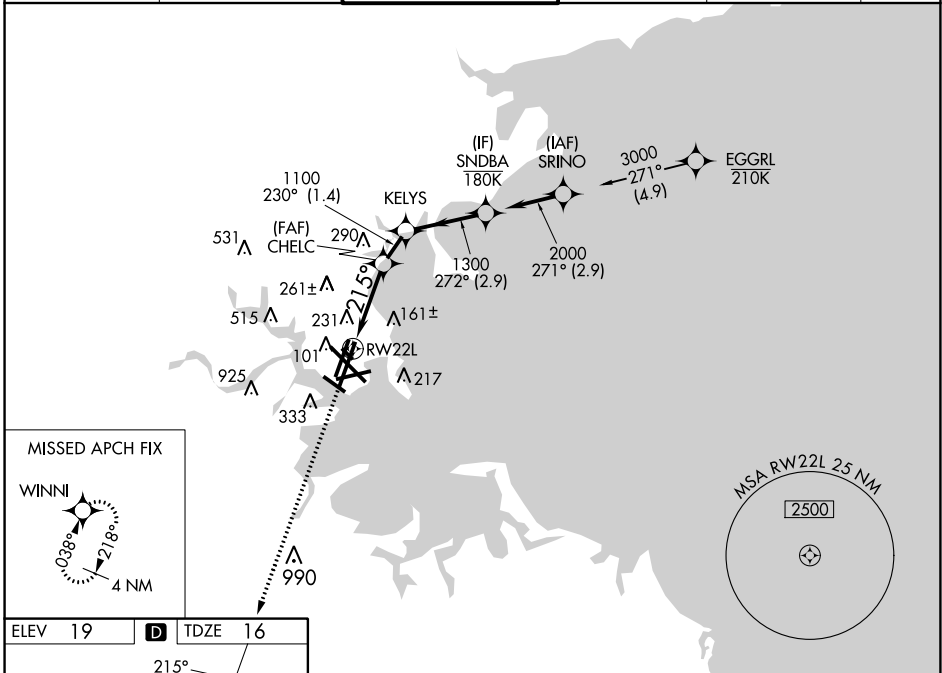 (IF)
SNDBA
180K
(IAF)
SRINO
3000
271°
(4.9)
EGGRL
210K
1100
230° (1.4)
KELYS
(FAF)
CHELC
290
531
1300
272° (2.9)
2000
271° (2.9)
261±
215°
515
231
161±
101
RW22L
925
217
333
MISSED APCH FIX
WINNI
038°
218°
4 NM
990
MSA RW22L 25 NM
2500
ELEV 19
D
TDZE 16
215°